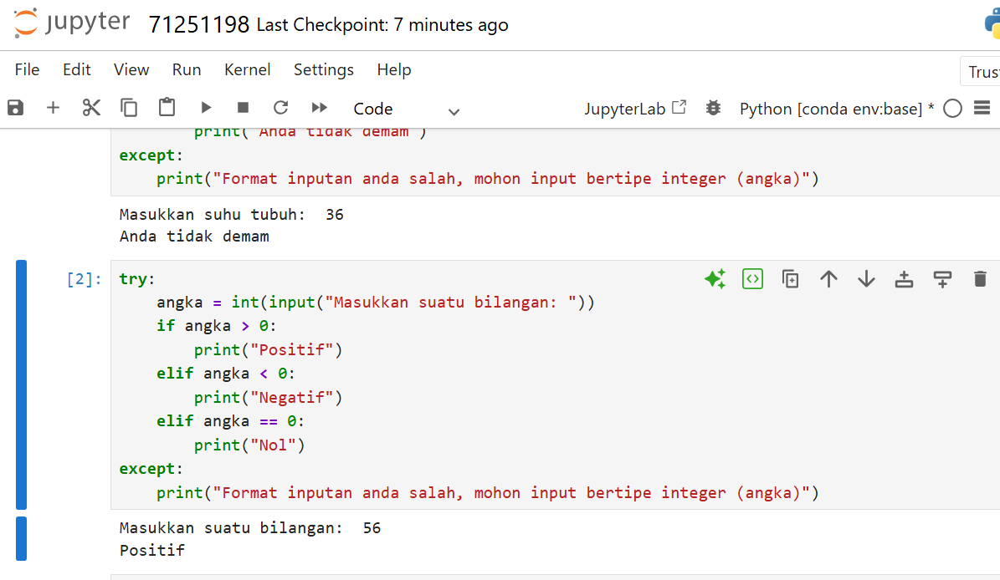 jupyter 71251198 Last Checkpoint: 7 minutes ago
File Edit View Run Kernel Settings Help
Code JupyterLab Python [conda env:base] *
print( Anda tidak demam )
except:
    print("Format inputan anda salah, mohon input bertipe integer (angka)")
Masukkan suhu tubuh:  36
Anda tidak demam
[2]: try:
    angka = int(input("Masukkan suatu bilangan: "))
    if angka > 0:
        print("Positif")
    elif angka < 0:
        print("Negatif")
    elif angka == 0:
        print("Nol")
except:
    print("Format inputan anda salah, mohon input bertipe integer (angka)")
Masukkan suatu bilangan:  56
Positif